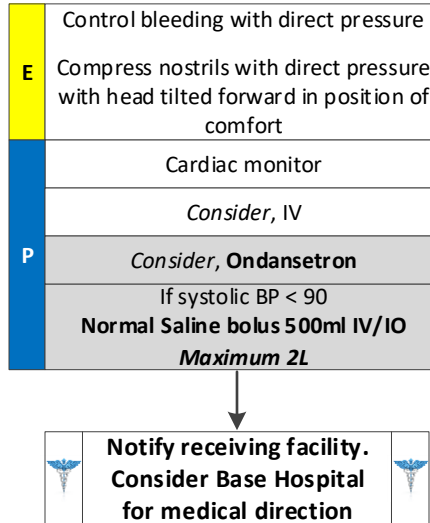 Control bleeding with direct pressure
E
Compress nostrils with direct pressure
with head tilted forward in position of
comfort
P
Cardiac monitor
Consider, IV
Consider, Ondansetron
If systolic BP < 90
Normal Saline bolus 500ml IV/IO
Maximum 2L
Notify receiving facility.
Consider Base Hospital
for medical direction